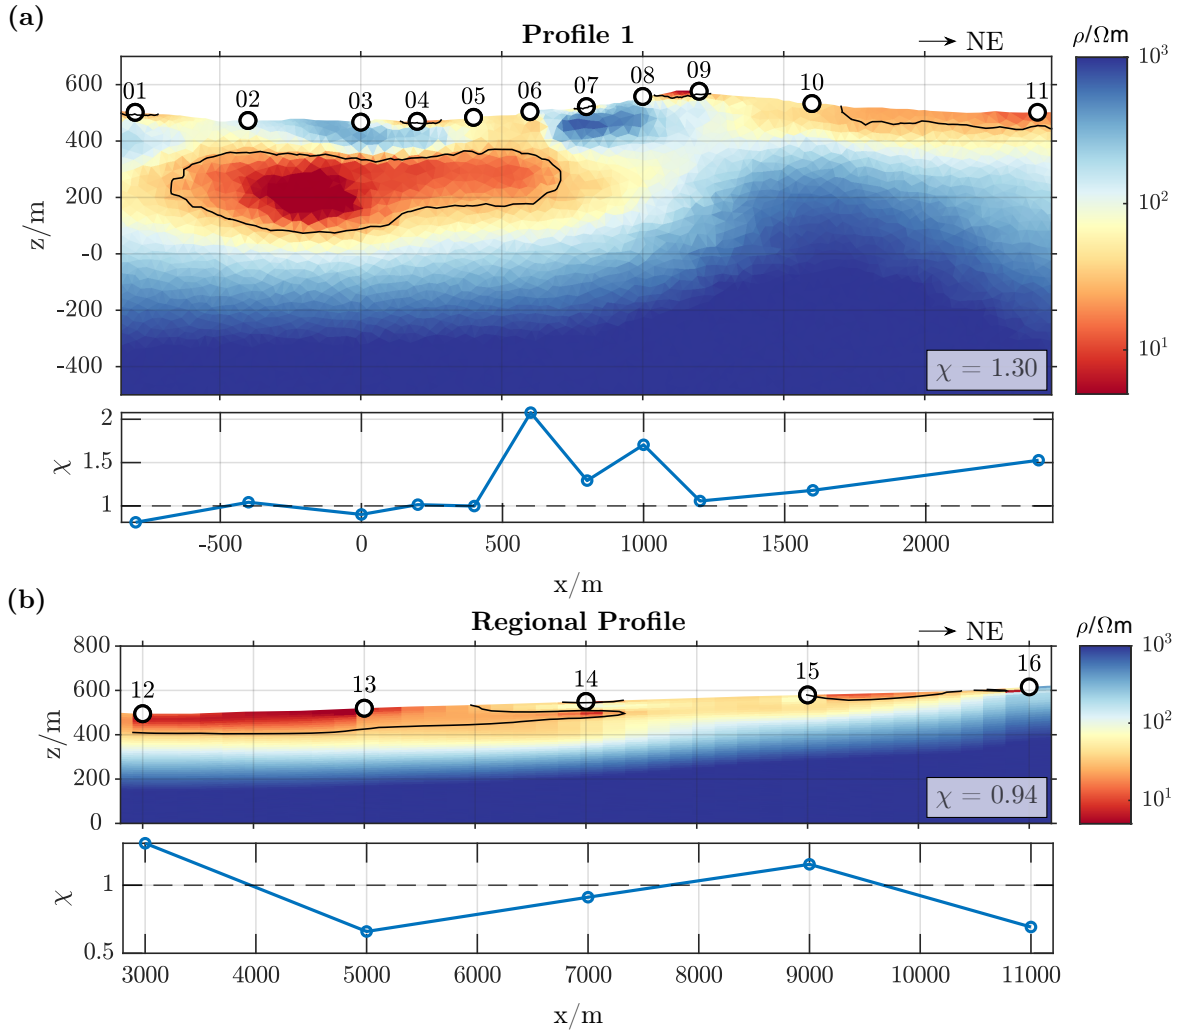 (a)
Profile 1
NE
ρ/Ωm
01 02 03 04 05 06 07 08 09 10 11
600
400
200
-0
-200
-400
z/m
χ = 1.30
10³
10²
10¹
2
1.5
1
χ
-500 0 500 1000 1500 2000
x/m
(b)
Regional Profile
NE
ρ/Ωm
12 13 14 15 16
800
600
400
200
0
z/m
χ = 0.94
10³
10²
10¹
1
0.5
χ
3000 4000 5000 6000 7000 8000 9000 10000 11000
x/m